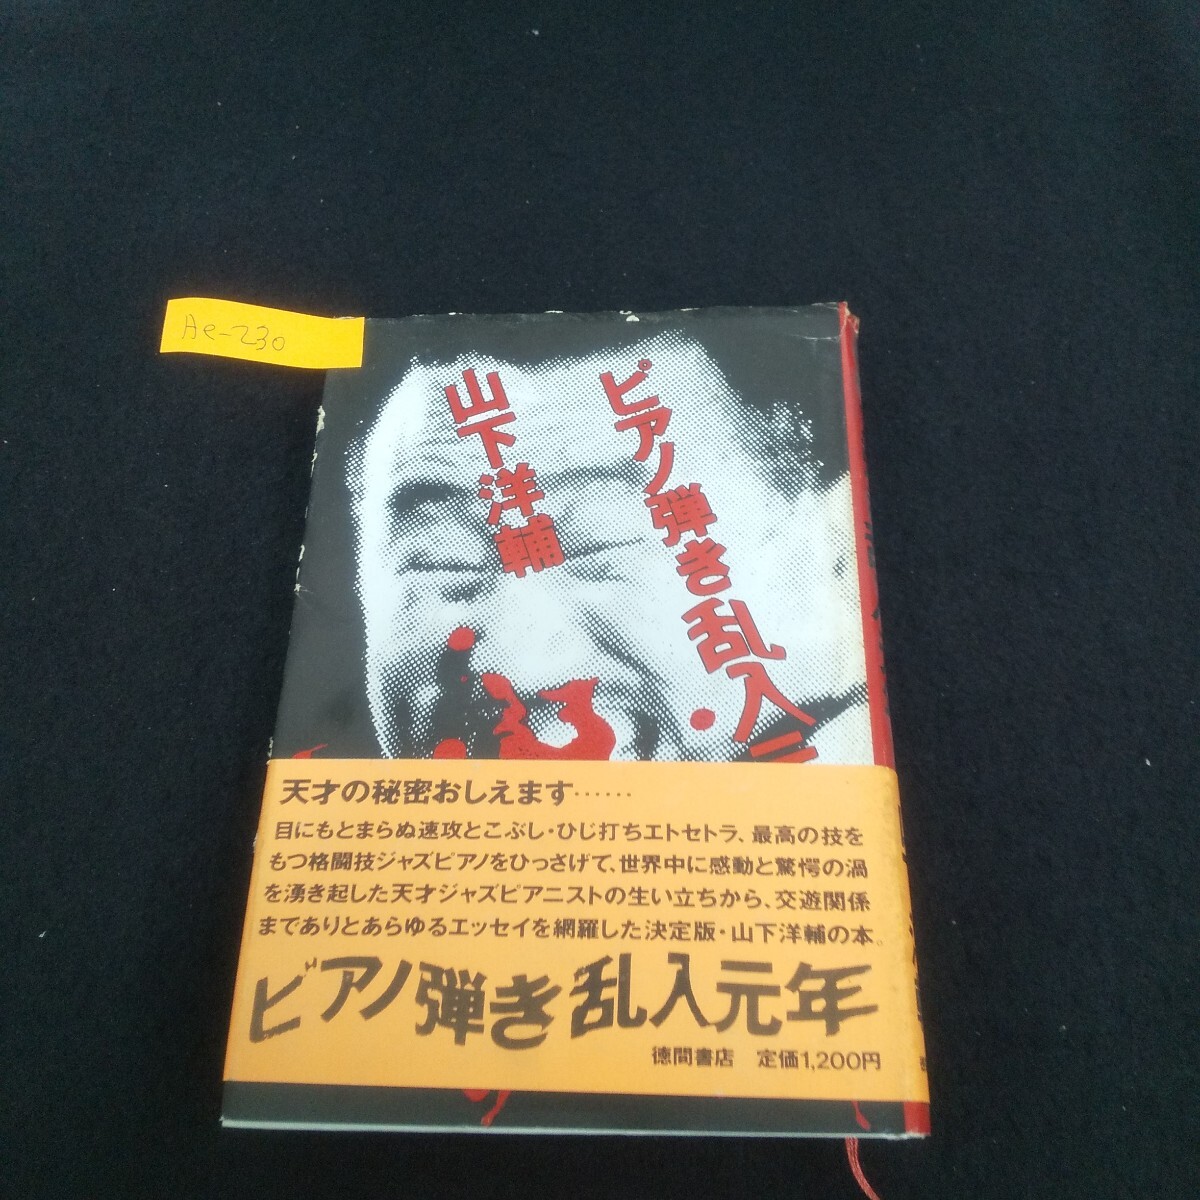 Ae-230
ピアノ弾き乱入元
山下洋輔
天才の秘密おしえます……
目にもとまらぬ速攻とこぶし・ひじ打ちエトセトラ、最高の技を
もつ格闘技ジャズピアノをひっさげて、世界中に感動と驚愕の渦
を湧き起した天才ジャズピアニストの生い立ちから、交遊関係
までありとあらゆるエッセイを網羅した決定版・山下洋輔の本。
ピアノ弾き乱入元年
徳間書店 定価1,200円